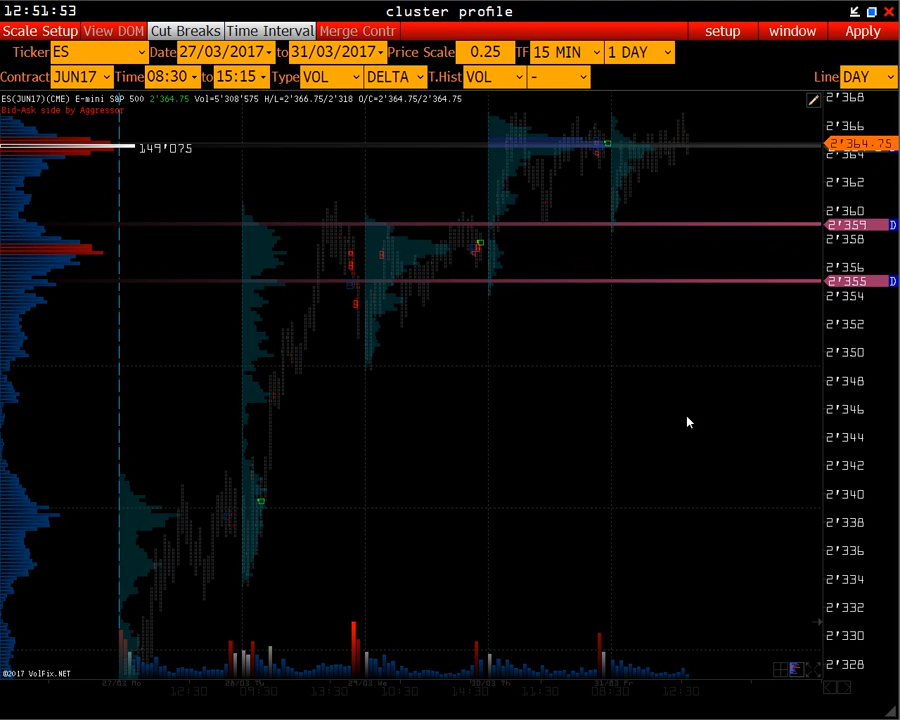 12:51:53 cluster profile
Scale Setup View DOM Cut Breaks Time Interval Merge Contr setup window Apply
Ticker ES Date 27/03/2017 to 31/03/2017 Price Scale 0.25 TF 15 MIN 1 DAY
Contract JUN17 Time 08:30 to 15:15 Type VOL DELTA T.Hist VOL - Line DAY
ES(JUN17)(CME) E-mini S&P 500 2'364.75 Vol=5'308'575 H/L=2'366.75/2'318 O/C=2'364.75/2'364.75
Bid-Ask side by Aggressor
2'368
2'366
149'075
2'364.75
2'364
2'362
2'360
2'359 D
2'358
2'356
2'355 D
2'354
2'352
2'350
2'348
2'346
2'344
2'342
2'340
2'338
2'336
2'334
2'332
2'330
2'328
©2017 VolFix.NET
27/03 Mo 28/03 Tu 29/03 We 30/03 Th 31/03 Fr
12:30 09:30 13:30 10:30 14:30 11:30 08:30 12:30